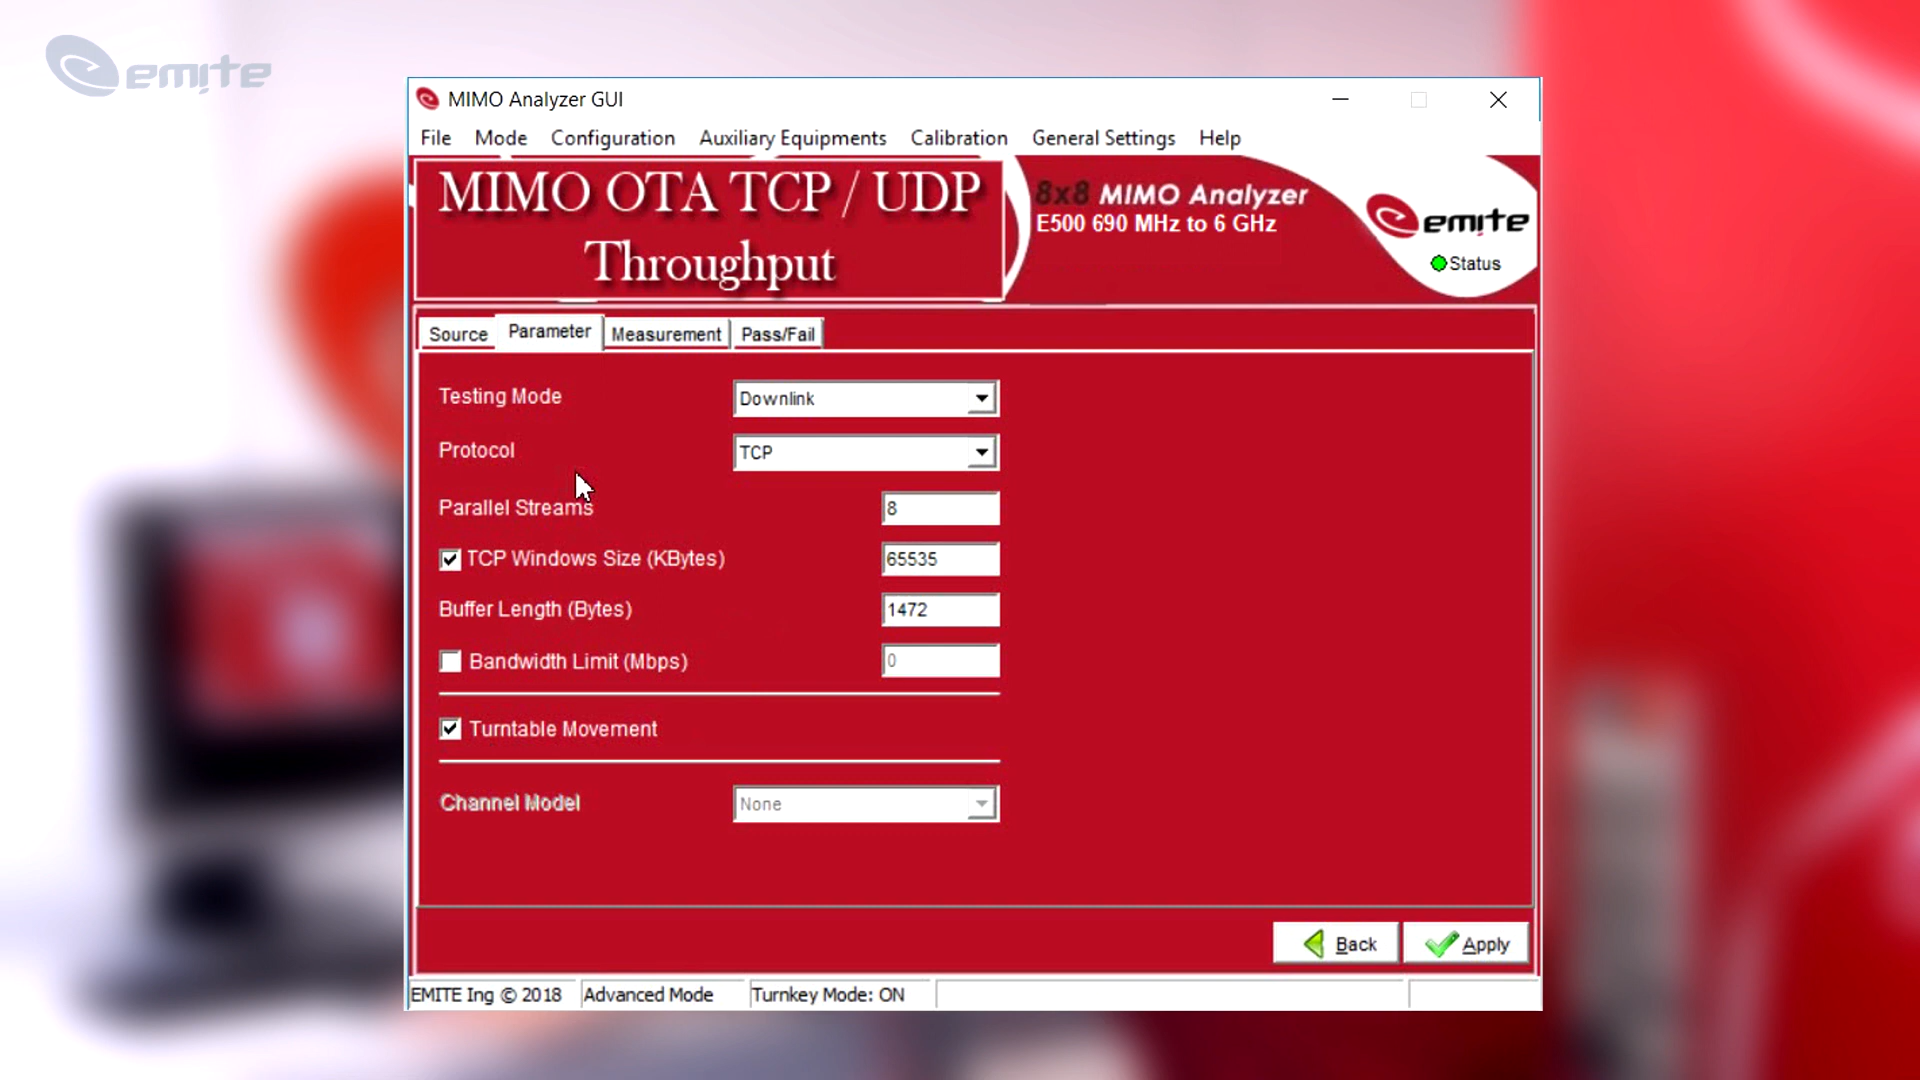 emite
MIMO Analyzer GUI
File Mode Configuration Auxiliary Equipments Calibration General Settings Help
MIMO OTA TCP / UDP
Throughput
8x8 MIMO Analyzer
E500 690 MHz to 6 GHz
emite
Status
Source Parameter Measurement Pass/Fail
Testing Mode Downlink
Protocol TCP
Parallel Streams 8
TCP Windows Size (KBytes) 65535
Buffer Length (Bytes) 1472
Bandwidth Limit (Mbps) 0
Turntable Movement
Channel Model None
Back Apply
EMITE Ing © 2018 Advanced Mode Turnkey Mode: ON